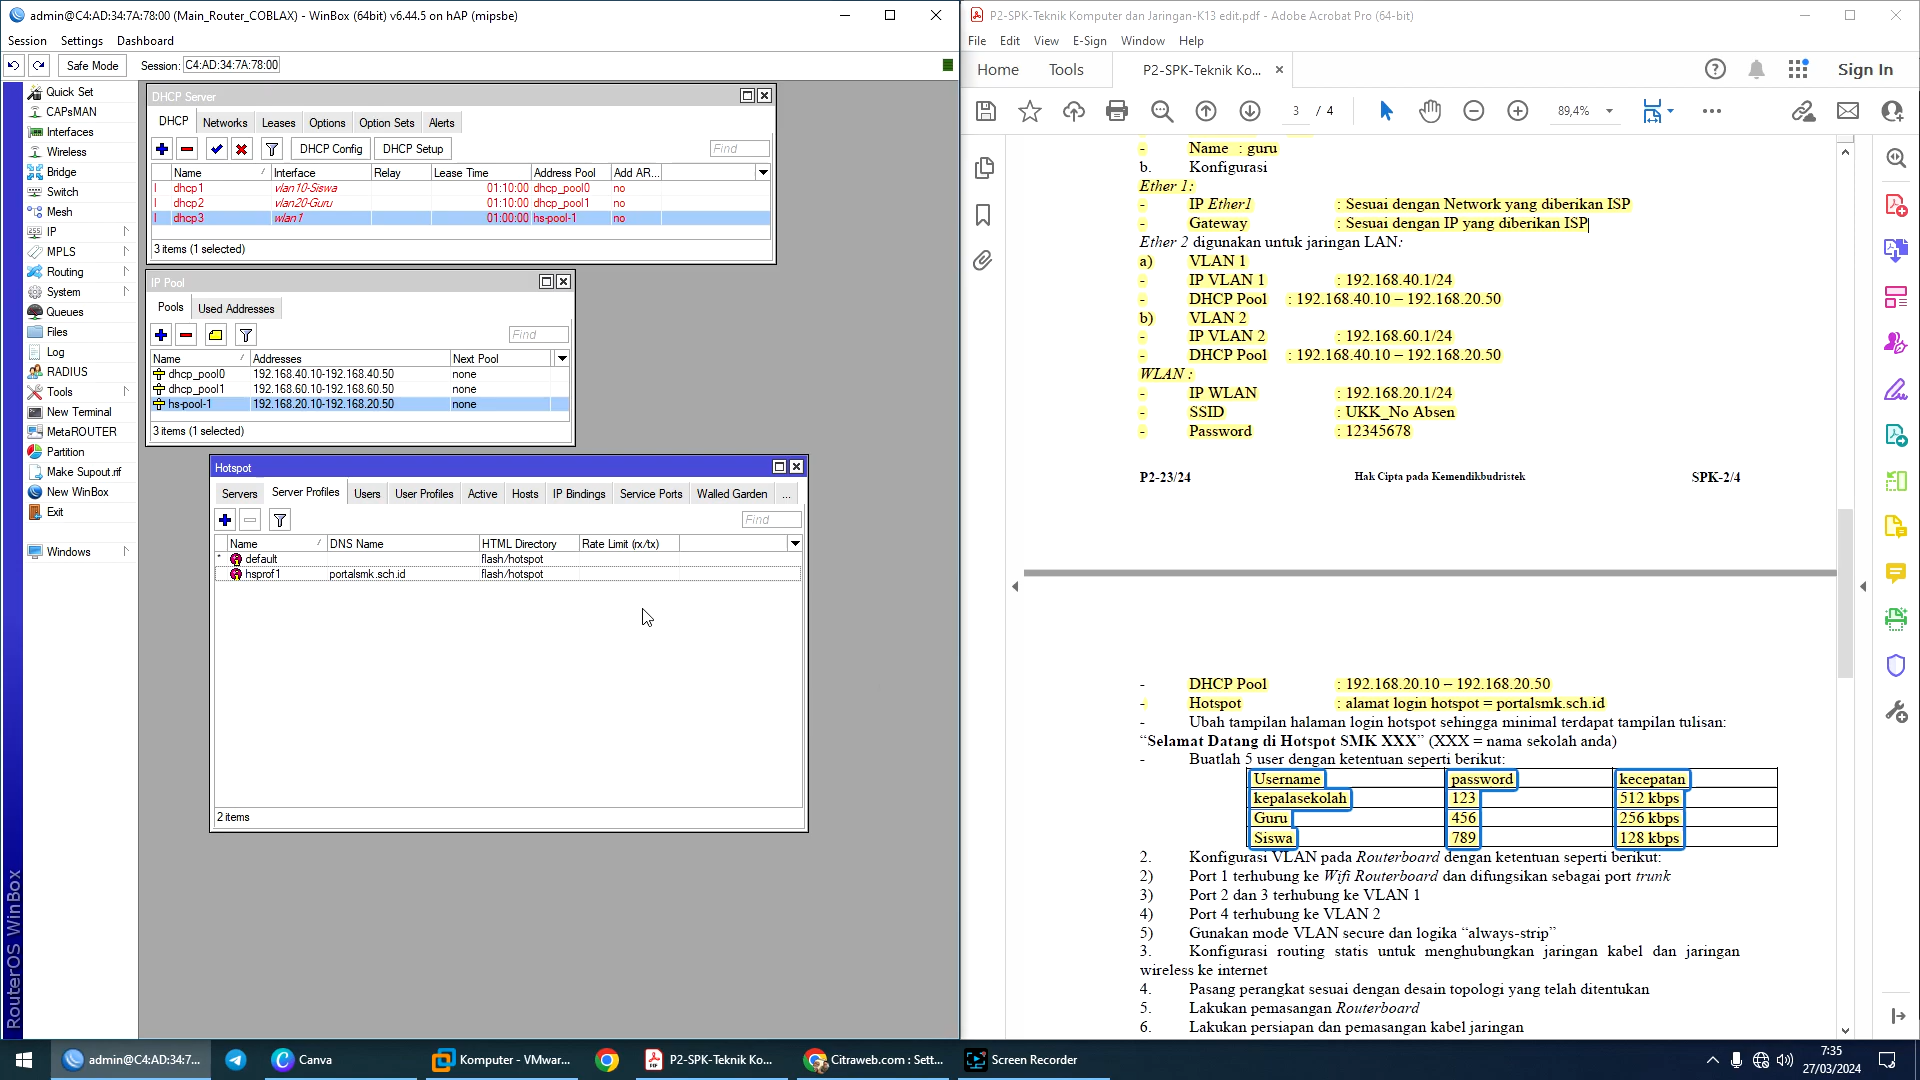 admin@C4:AD:34:7A:78:00 (Main_Router_COBLAX) - WinBox (64bit) v6.44.5 on hAP (mipsbe)
Session Settings Dashboard
Safe Mode Session: C4:AD:34:7A:78:00
Quick Set
CAPsMAN
Interfaces
Wireless
Bridge
Switch
Mesh
IP
MPLS
Routing
System
Queues
Files
Log
RADIUS
Tools
New Terminal
MetaROUTER
Partition
Make Supout.rif
New WinBox
Exit
Windows
RouterOS WinBox
DHCP Server
DHCP Networks Leases Options Option Sets Alerts
DHCP Config DHCP Setup Find
Name Interface Relay Lease Time Address Pool Add AR...
I dhcp1 vlan10-Siswa 01:10:00 dhcp_pool0 no
I dhcp2 vlan20-Guru 01:10:00 dhcp_pool1 no
I dhcp3 wlan1 01:00:00 hs-pool-1 no
3 items (1 selected)
IP Pool
Pools Used Addresses
Find
Name Addresses Next Pool
dhcp_pool0 192.168.40.10-192.168.40.50 none
dhcp_pool1 192.168.60.10-192.168.60.50 none
hs-pool-1 192.168.20.10-192.168.20.50 none
3 items (1 selected)
Hotspot
Servers Server Profiles Users User Profiles Active Hosts IP Bindings Service Ports Walled Garden ...
Find
Name DNS Name HTML Directory Rate Limit (rx/tx)
* default flash/hotspot
hsprof1 portalsmk.sch.id flash/hotspot
2 items
P2-SPK-Teknik Komputer dan Jaringan-K13 edit.pdf - Adobe Acrobat Pro (64-bit)
File Edit View E-Sign Window Help
Home Tools P2-SPK-Teknik Ko... Sign In
3 / 4 89,4%
- Name : guru
b. Konfigurasi
Ether 1:
- IP Ether1 : Sesuai dengan Network yang diberikan ISP
- Gateway : Sesuai dengan IP yang diberikan ISP
Ether 2 digunakan untuk jaringan LAN:
a) VLAN 1
- IP VLAN 1 : 192.168.40.1/24
- DHCP Pool : 192.168.40.10 – 192.168.20.50
b) VLAN 2
- IP VLAN 2 : 192.168.60.1/24
- DHCP Pool : 192.168.40.10 – 192.168.20.50
WLAN :
- IP WLAN : 192.168.20.1/24
- SSID : UKK_No Absen
- Password : 12345678
P2-23/24 Hak Cipta pada Kemendikbudristek SPK-2/4
- DHCP Pool : 192.168.20.10 – 192.168.20.50
- Hotspot : alamat login hotspot = portalsmk.sch.id
- Ubah tampilan halaman login hotspot sehingga minimal terdapat tampilan tulisan:
“Selamat Datang di Hotspot SMK XXX” (XXX = nama sekolah anda)
- Buatlah 5 user dengan ketentuan seperti berikut:
Username password kecepatan
kepalasekolah 123 512 kbps
Guru 456 256 kbps
Siswa 789 128 kbps
2. Konfigurasi VLAN pada Routerboard dengan ketentuan seperti berikut:
2) Port 1 terhubung ke Wifi Routerboard dan difungsikan sebagai port trunk
3) Port 2 dan 3 terhubung ke VLAN 1
4) Port 4 terhubung ke VLAN 2
5) Gunakan mode VLAN secure dan logika “always-strip”
3. Konfigurasi routing statis untuk menghubungkan jaringan kabel dan jaringan
wireless ke internet
4. Pasang perangkat sesuai dengan desain topologi yang telah ditentukan
5. Lakukan pemasangan Routerboard
6. Lakukan persiapan dan pemasangan kabel jaringan
admin@C4:AD:34:7... Canva Komputer - VMwar... P2-SPK-Teknik Ko... Citraweb.com : Sett... Screen Recorder
7:35
27/03/2024